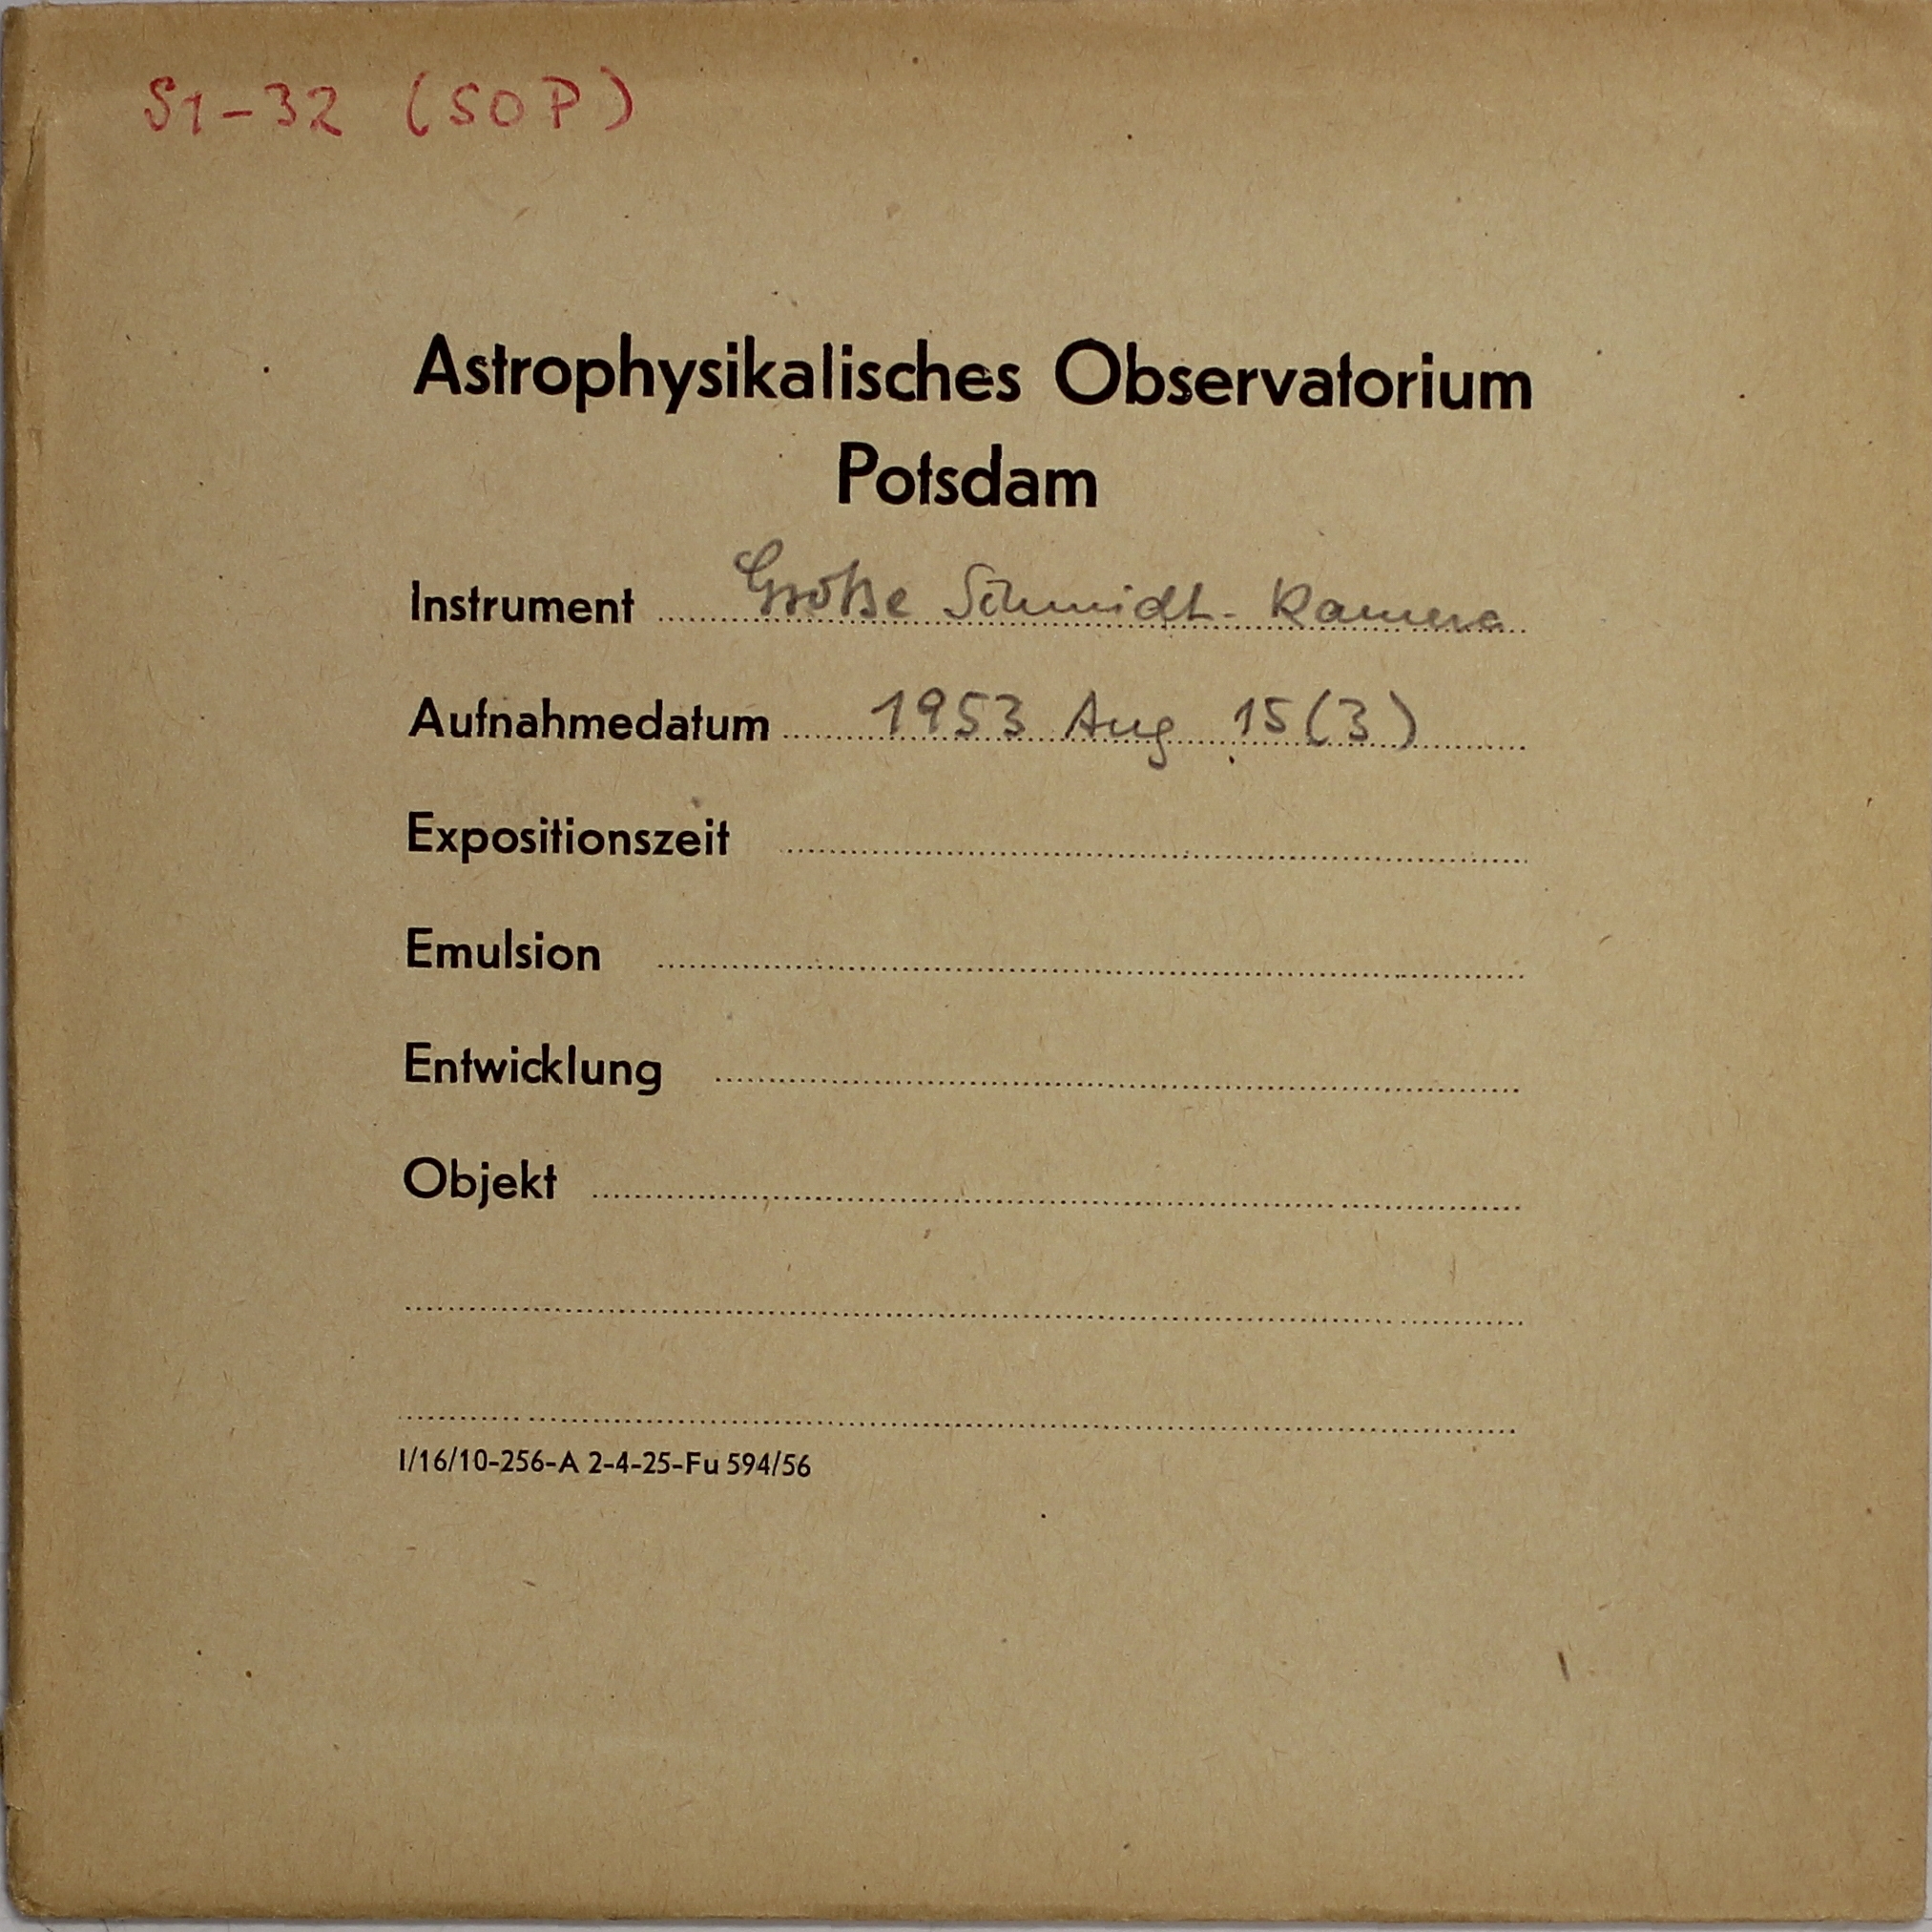 S1-32 (SOP)
Astrophysikalisches Observatorium
Potsdam
Instrument Große Schmidt-Kamera
Aufnahmedatum 1953 Aug 15(3)
Expositionszeit
Emulsion
Entwicklung
Objekt
I/16/10-256-A 2-4-25-Fu 594/56